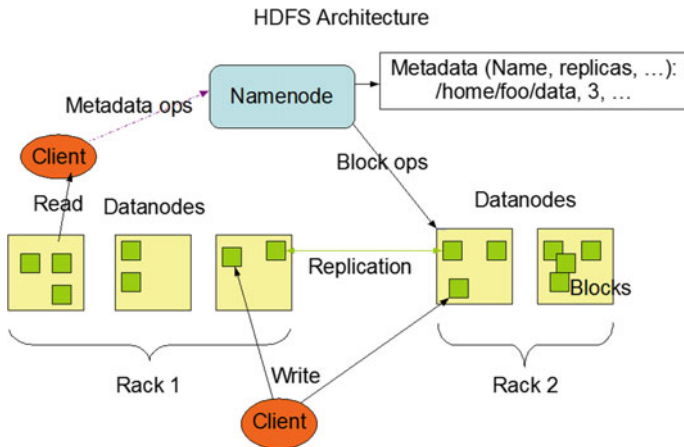 HDFS Architecture
Metadata (Name, replicas, …):
/home/foo/data, 3, …
Namenode
Metadata ops
Client
Block ops
Read
Datanodes
Datanodes
Replication
Blocks
Rack 1
Write
Rack 2
Client